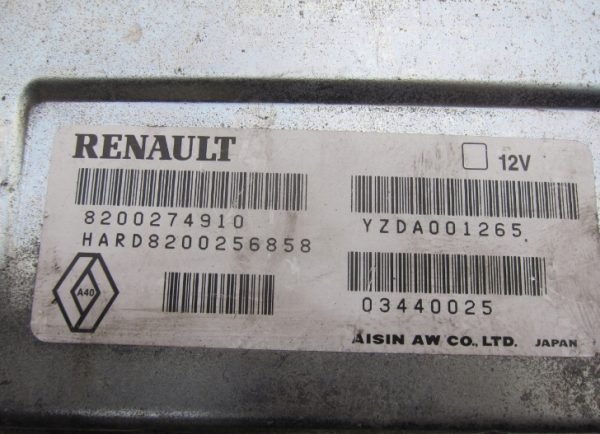 RENAULT
12V
8200274910
YZDA001265
HARD8200256858
A40
03440025
AISIN AW CO., LTD. JAPAN